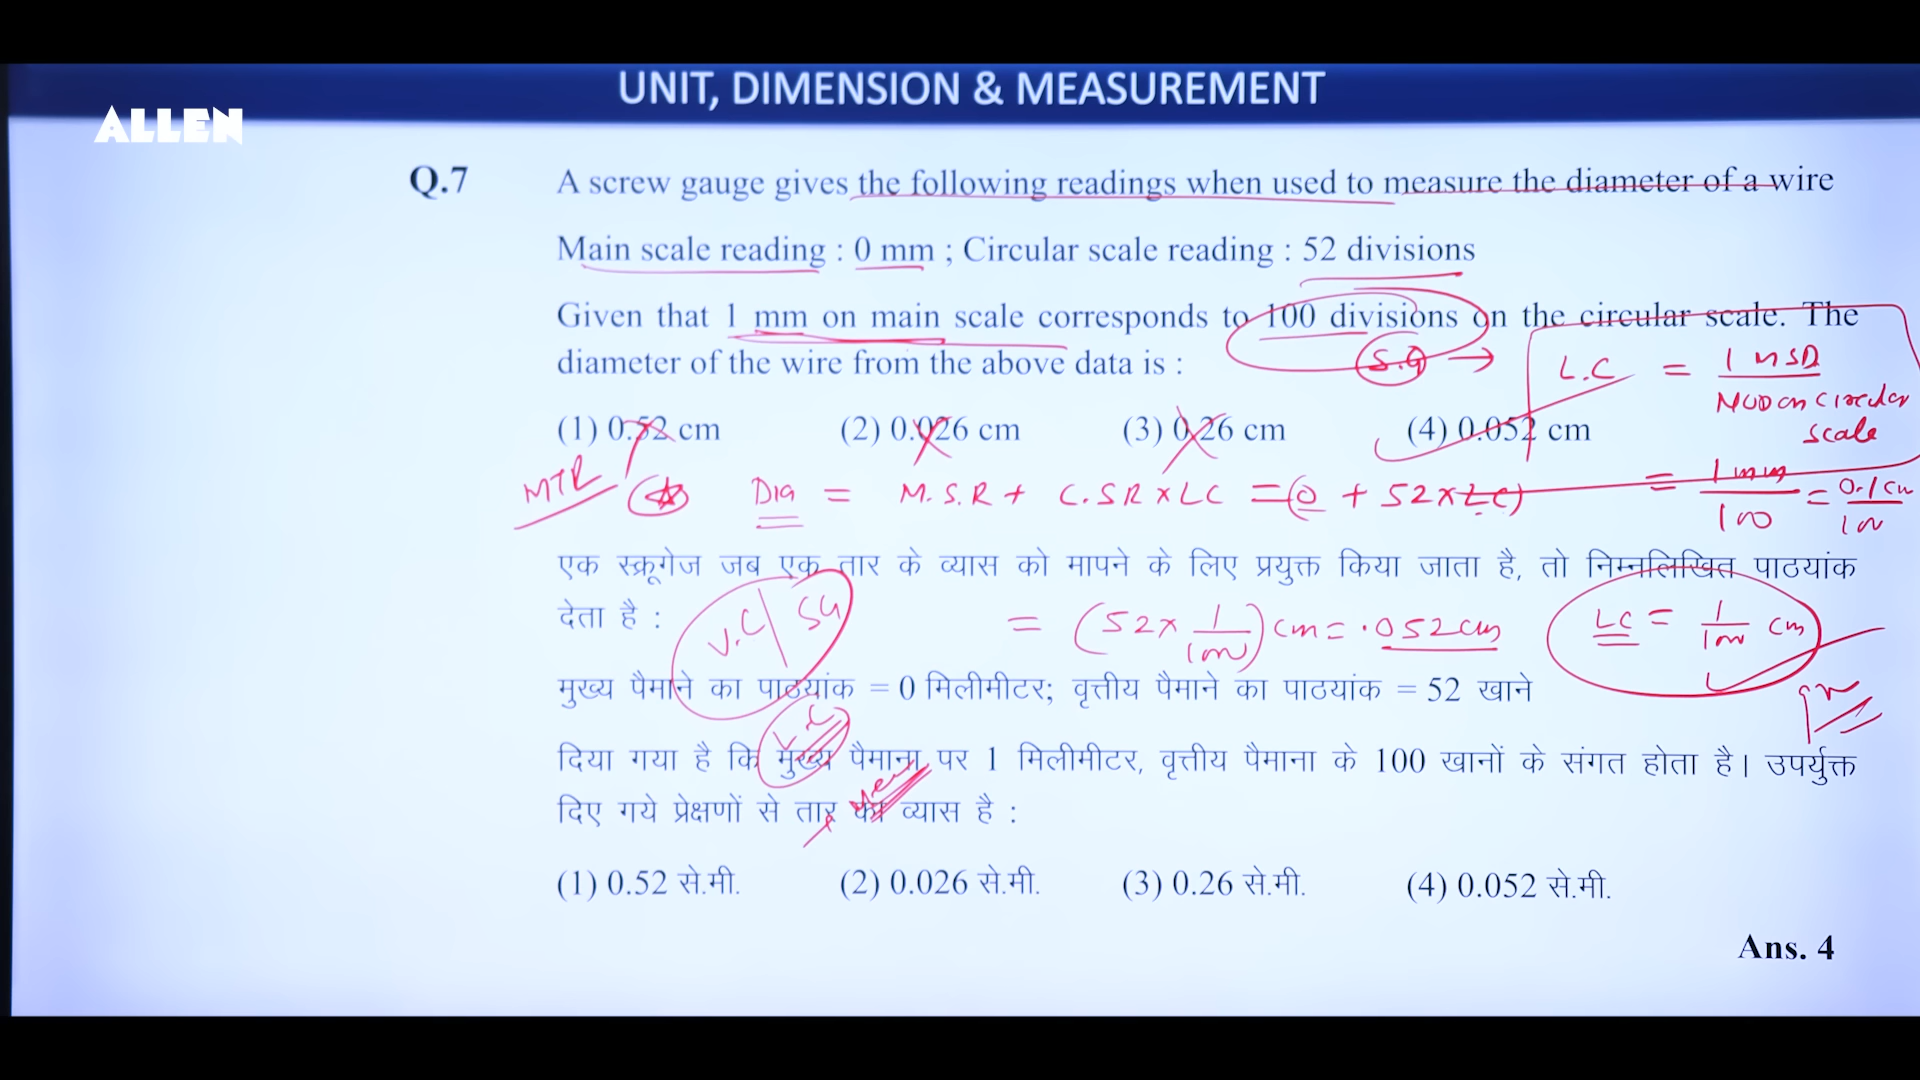 UNIT, DIMENSION & MEASUREMENT
ALLEN
Q.7 A screw gauge gives the following readings when used to measure the diameter of a wire
Main scale reading : 0 mm ; Circular scale reading : 52 divisions
Given that 1 mm on main scale corresponds to 100 divisions on the circular scale. The
diameter of the wire from the above data is :
S.G → L.C = 1 MSD
NOD on Circular
scale
(1) 0.52 cm (2) 0.026 cm (3) 0.26 cm (4) 0.052 cm
MTR Dia = M.S.R + C.SR × LC = (0 + 52 × LC) = 1 mm / 100 = 0.1 cm
एक स्क्रूगेज जब एक तार के व्यास को मापने के लिए प्रयुक्त किया जाता है, तो निम्नलिखित पाठयांक
देता है :
V.C / SG = (52 × 1 ) cm = .052 cm LC = 1 cm
मुख्य पैमाने का पाठयांक = 0 मिलीमीटर; वृत्तीय पैमाने का पाठयांक = 52 खाने
L.C
दिया गया है कि मुख्य पैमाना पर 1 मिलीमीटर, वृत्तीय पैमाना के 100 खानों के संगत होता है। उपर्युक्त
दिए गये प्रेक्षणों से तार का व्यास है :
(1) 0.52 से.मी. (2) 0.026 से.मी. (3) 0.26 से.मी. (4) 0.052 से.मी.
Ans. 4